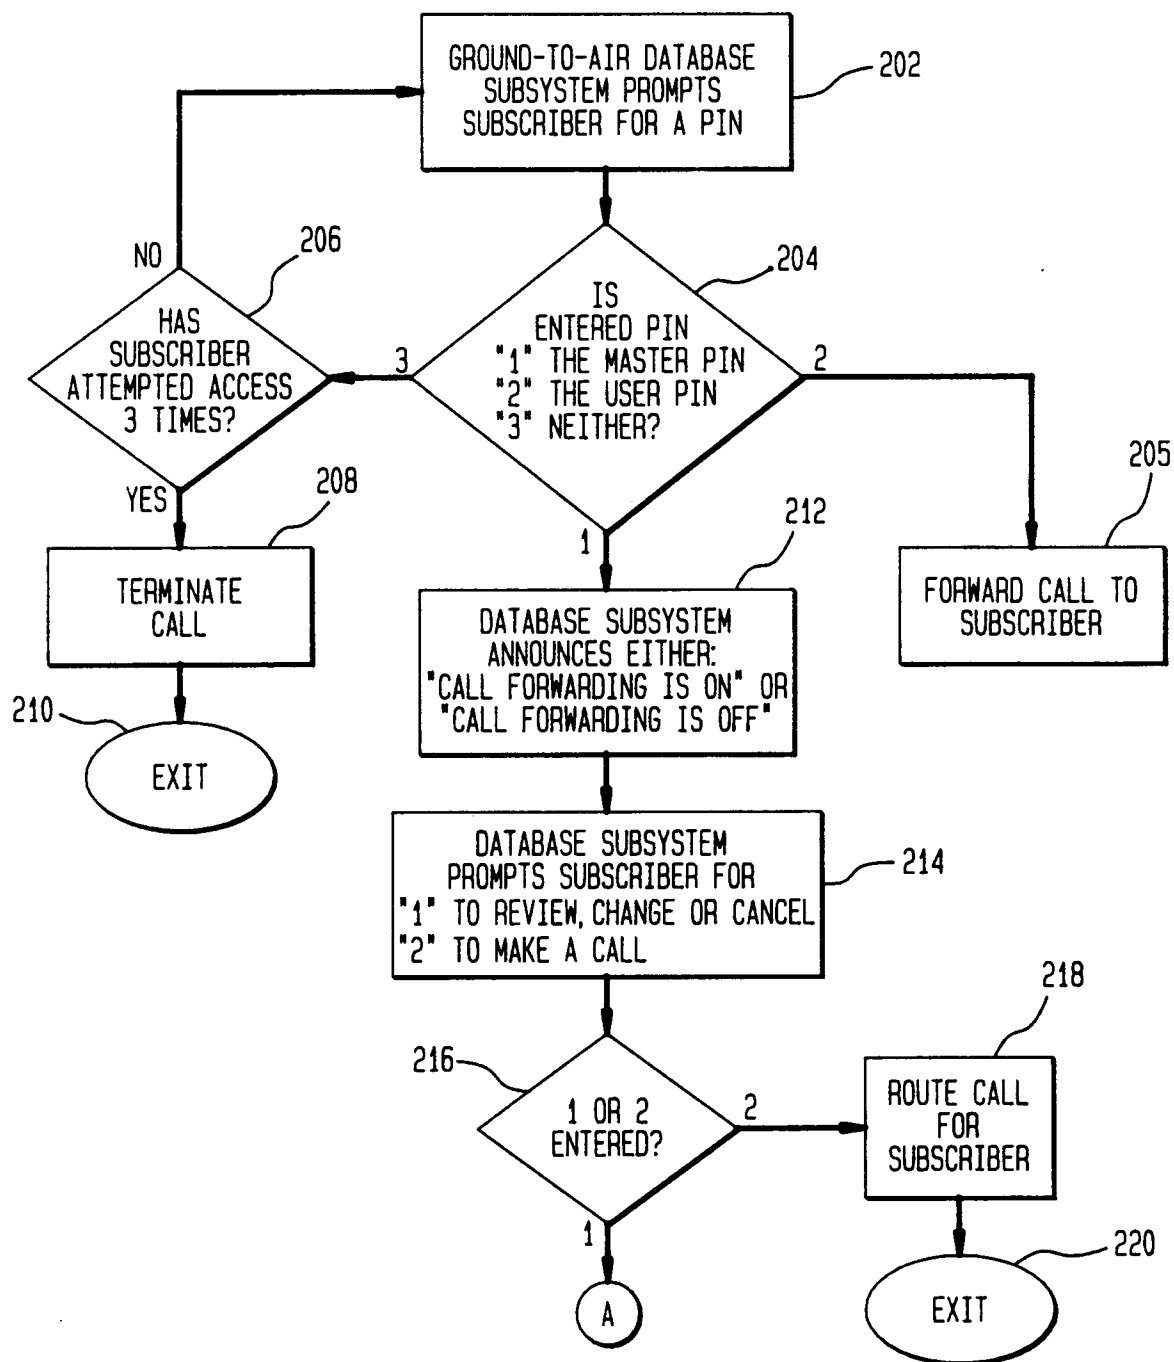 GROUND-TO-AIR DATABASE
SUBSYSTEM PROMPTS
SUBSCRIBER FOR A PIN
202
NO
206
HAS
SUBSCRIBER
ATTEMPTED ACCESS
3 TIMES?
3
IS
ENTERED PIN
"1" THE MASTER PIN
"2" THE USER PIN
"3" NEITHER?
204
2
YES
208
1
212
205
TERMINATE
CALL
DATABASE SUBSYSTEM
ANNOUNCES EITHER:
"CALL FORWARDING IS ON" OR
"CALL FORWARDING IS OFF"
FORWARD CALL TO
SUBSCRIBER
210
EXIT
DATABASE SUBSYSTEM
PROMPTS SUBSCRIBER FOR
"1" TO REVIEW, CHANGE OR CANCEL
"2" TO MAKE A CALL
214
216
1 OR 2
ENTERED?
2
218
ROUTE CALL
FOR
SUBSCRIBER
1
A
220
EXIT